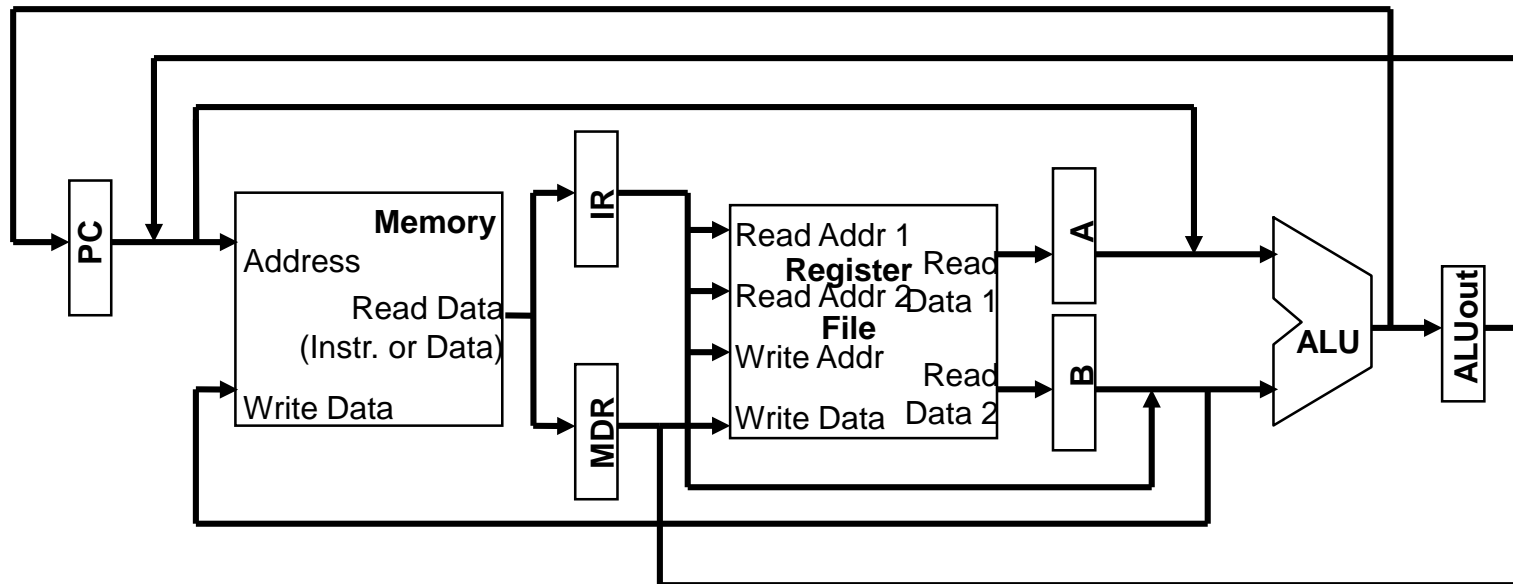 PC
Memory
Address
Read Data
(Instr. or Data)
Write Data
IR
MDR
Read Addr 1
Register
Read Addr 2
File
Write Addr
Write Data
Read
Data 1
Read
Data 2
A
B
ALU
ALUout